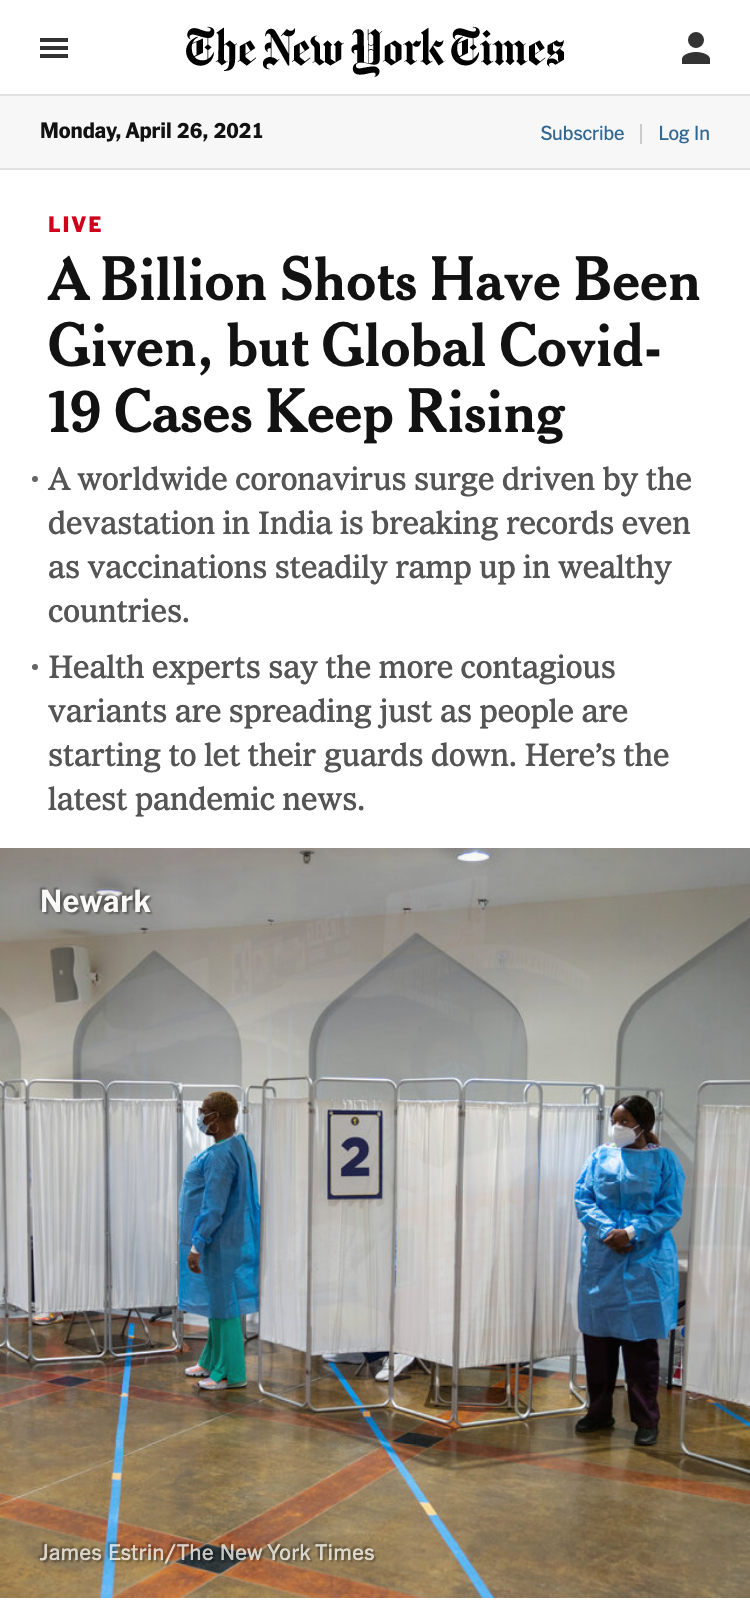 The New York Times
Monday, April 26, 2021
Subscribe | Log In
LIVE
A Billion Shots Have Been
Given, but Global Covid-
19 Cases Keep Rising
• A worldwide coronavirus surge driven by the
devastation in India is breaking records even
as vaccinations steadily ramp up in wealthy
countries.
• Health experts say the more contagious
variants are spreading just as people are
starting to let their guards down. Here’s the
latest pandemic news.
Newark
2
James Estrin/The New York Times